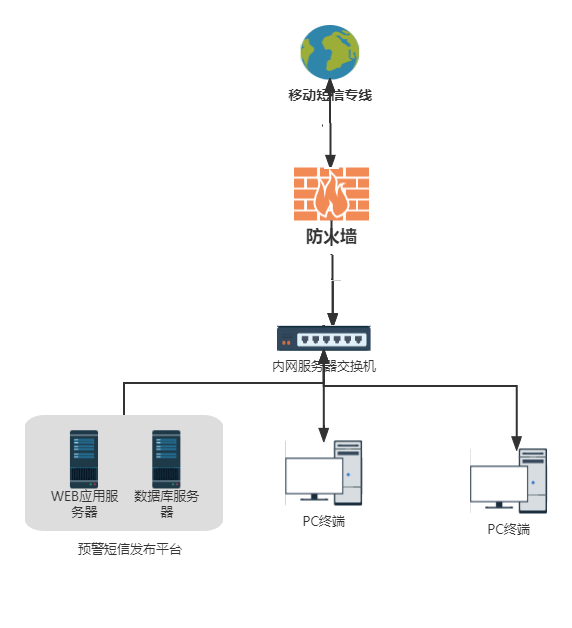 移动短信专线
防火墙
内网服务器交换机
WEB应用服
务器
数据库服务
器
PC终端
PC终端
预警短信发布平台